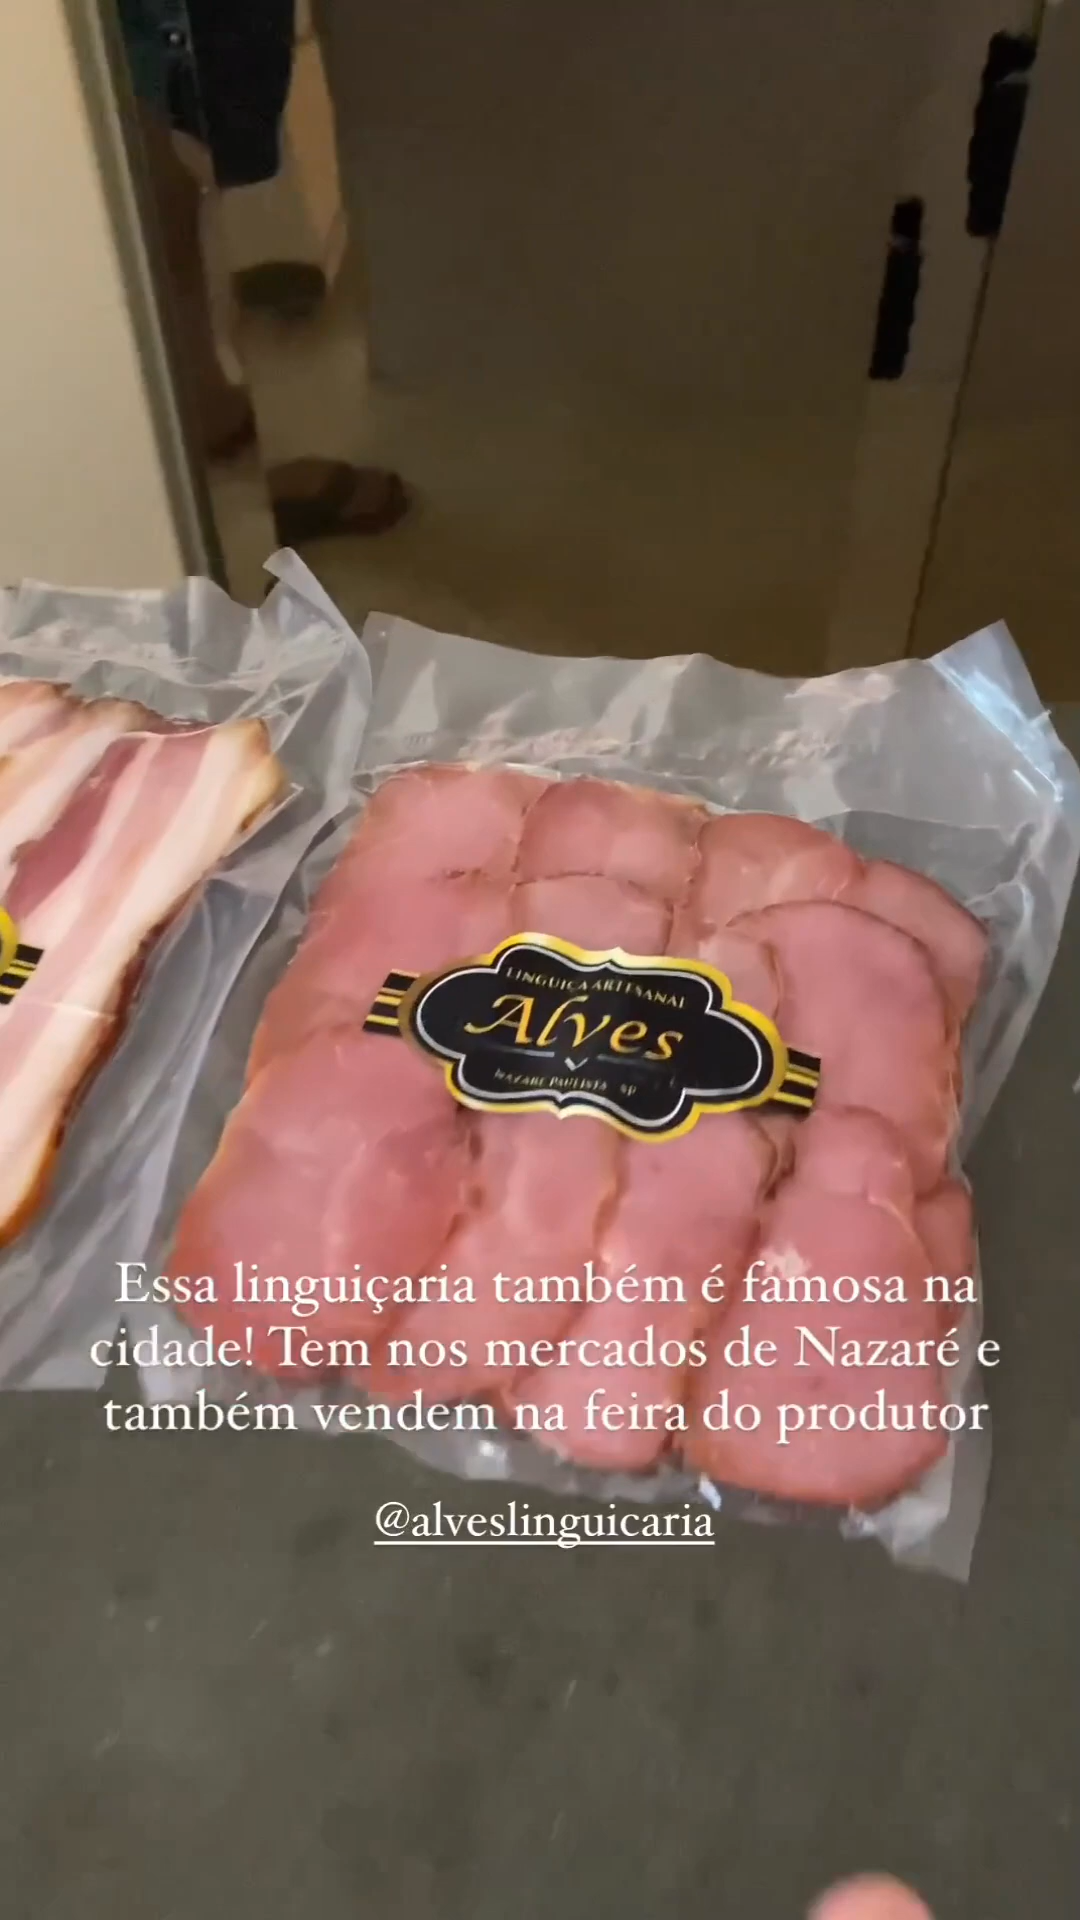 LINGUIÇA ARTESANAL
Alves
NAZARÉ PAULISTA SP
Essa linguiçaria também é famosa na
cidade! Tem nos mercados de Nazaré e
também vendem na feira do produtor
@alveslinguicaria